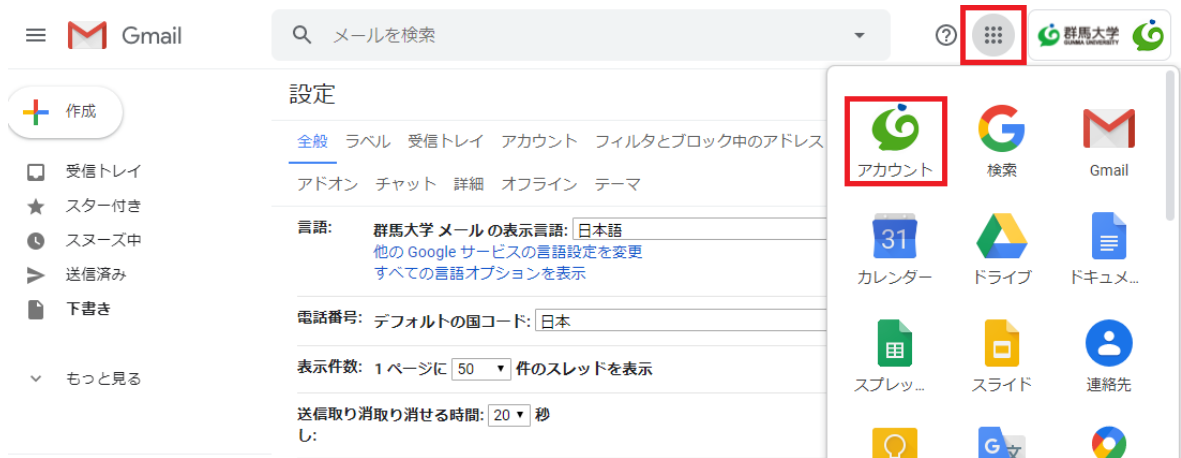 Gmail
メールを検索
群馬大学
GUNMA UNIVERSITY
作成
受信トレイ
スター付き
スヌーズ中
送信済み
下書き
もっと見る
設定
全般 ラベル 受信トレイ アカウント フィルタとブロック中のアドレス
アドオン チャット 詳細 オフライン テーマ
言語: 群馬大学 メール の表示言語: 日本語
他の Google サービスの言語設定を変更
すべての言語オプションを表示
電話番号: デフォルトの国コード: 日本
表示件数: 1 ページに 50 件のスレッドを表示
送信取り消取り消せる時間: 20 秒
し:
アカウント 検索 Gmail
31
カレンダー ドライブ ドキュメ...
スプレッ... スライド 連絡先
G 文